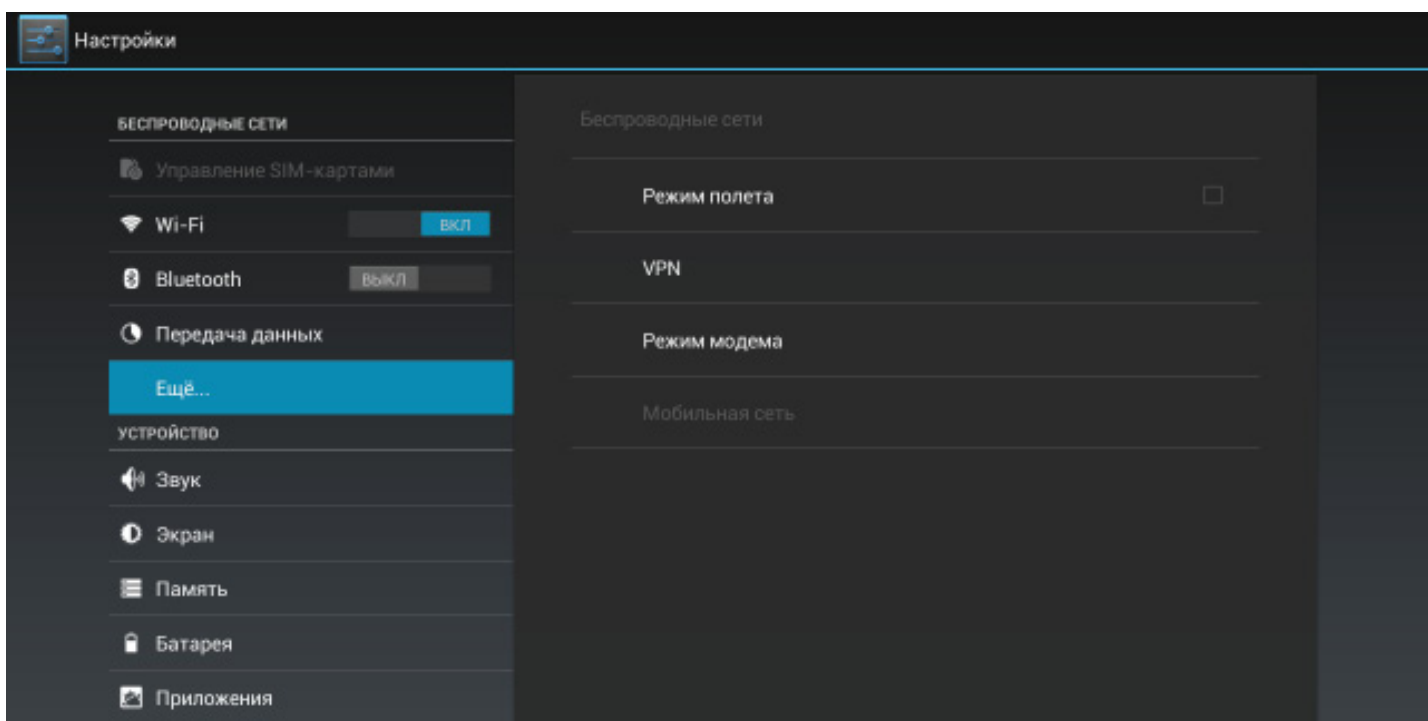 Настройки
БЕСПРОВОДНЫЕ СЕТИ
Управление SIM-картами
Wi-Fi
ВКЛ
Bluetooth
ВЫКЛ
Передача данных
Ещё...
УСТРОЙСТВО
Звук
Экран
Память
Батарея
Приложения
Беспроводные сети
Режим полета
VPN
Режим модема
Мобильная сеть